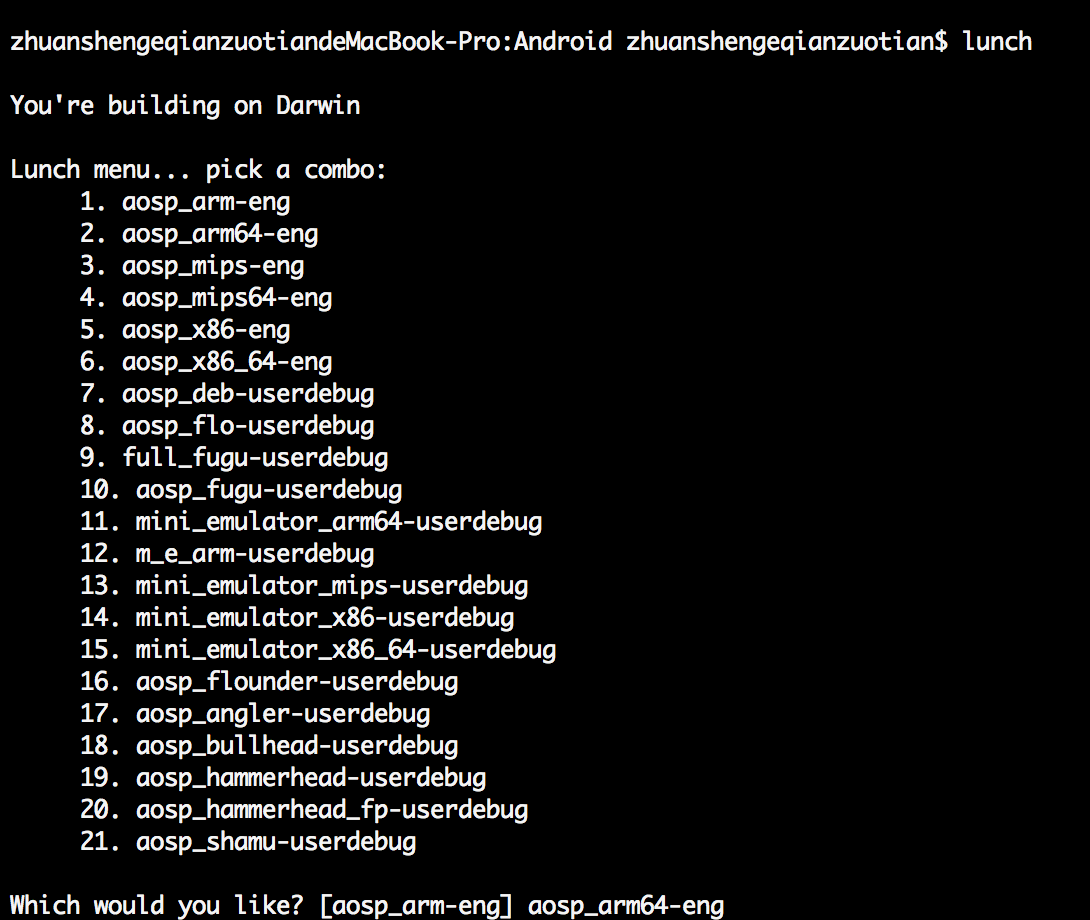 zhuanshengeqianzuotiandeMacBook-Pro:Android zhuanshengeqianzuotian$ lunch
You're building on Darwin
Lunch menu... pick a combo:
1. aosp_arm-eng
2. aosp_arm64-eng
3. aosp_mips-eng
4. aosp_mips64-eng
5. aosp_x86-eng
6. aosp_x86_64-eng
7. aosp_deb-userdebug
8. aosp_flo-userdebug
9. full_fugu-userdebug
10. aosp_fugu-userdebug
11. mini_emulator_arm64-userdebug
12. m_e_arm-userdebug
13. mini_emulator_mips-userdebug
14. mini_emulator_x86-userdebug
15. mini_emulator_x86_64-userdebug
16. aosp_flounder-userdebug
17. aosp_angler-userdebug
18. aosp_bullhead-userdebug
19. aosp_hammerhead-userdebug
20. aosp_hammerhead_fp-userdebug
21. aosp_shamu-userdebug
Which would you like? [aosp_arm-eng] aosp_arm64-eng